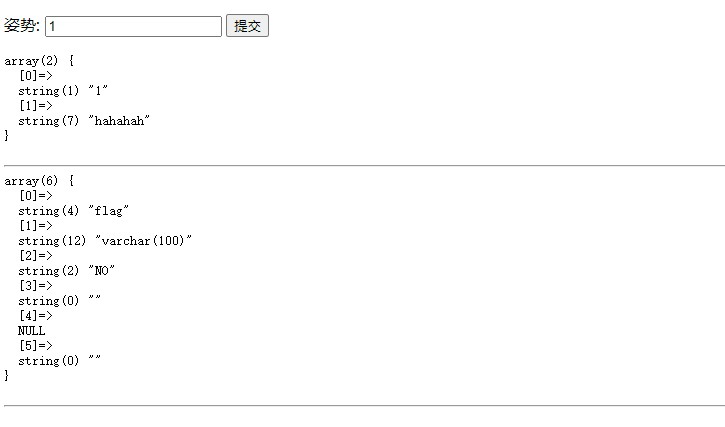 姿势: 1 提交
array(2) {
  [0]=>
  string(1) "1"
  [1]=>
  string(7) "hahahah"
}
array(6) {
  [0]=>
  string(4) "flag"
  [1]=>
  string(12) "varchar(100)"
  [2]=>
  string(2) "NO"
  [3]=>
  string(0) ""
  [4]=>
  NULL
  [5]=>
  string(0) ""
}